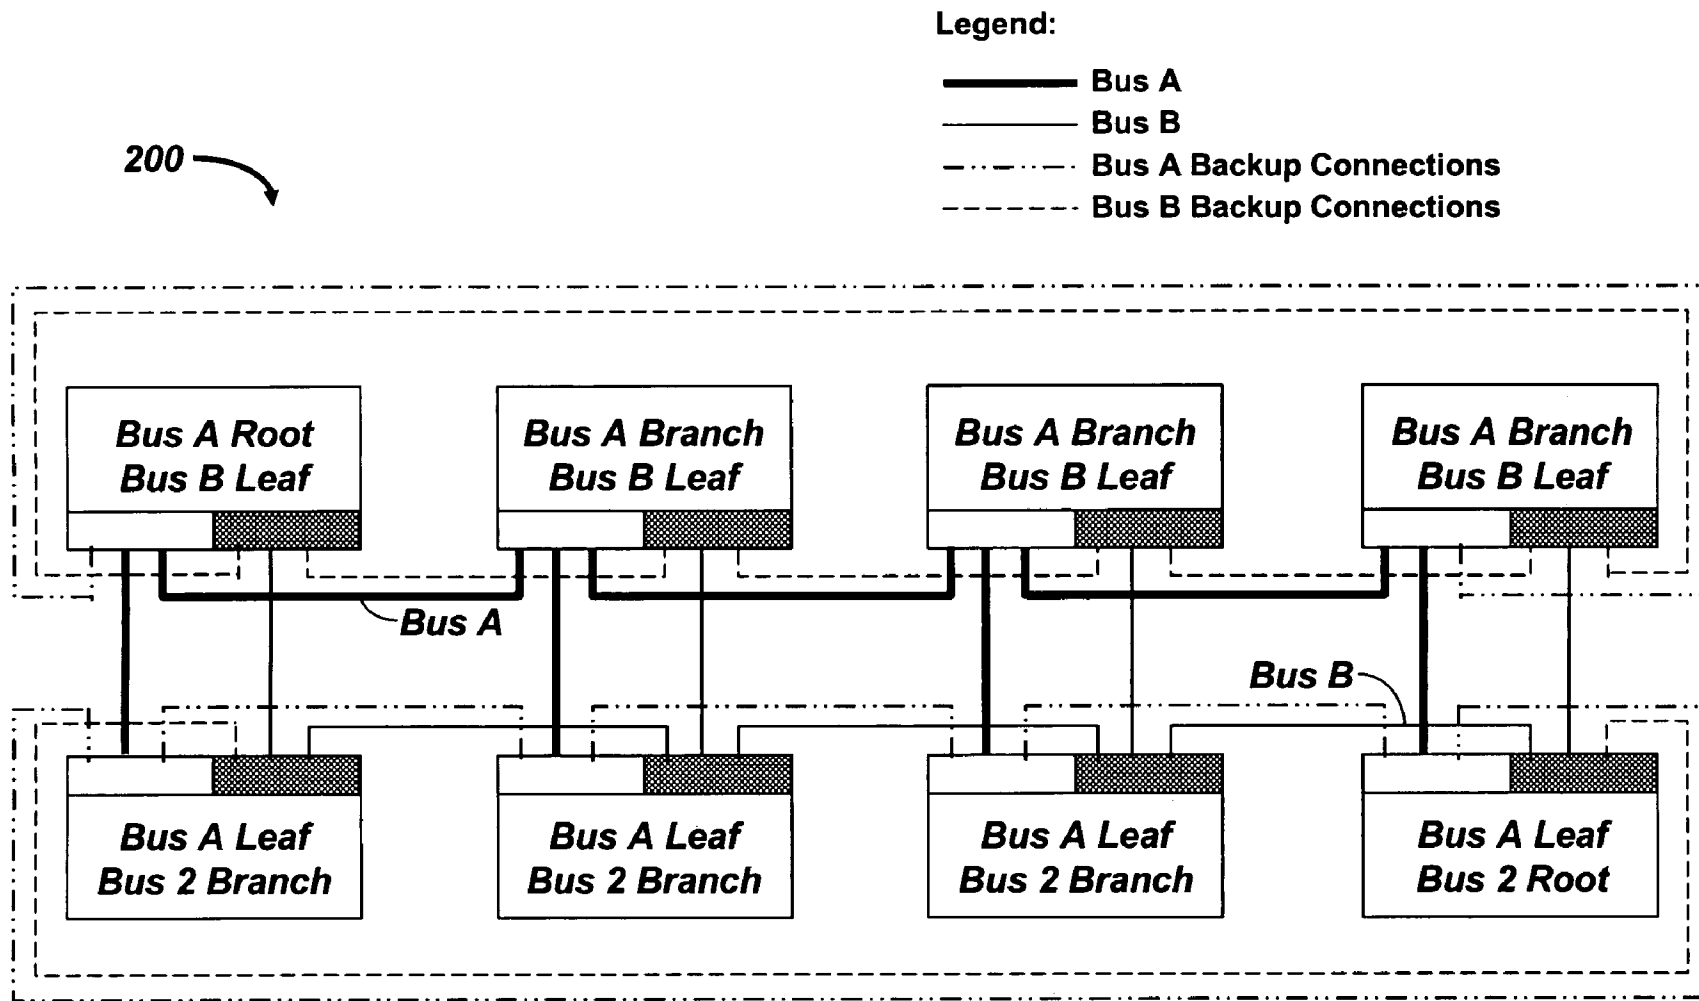 Legend:
Bus A
Bus B
Bus A Backup Connections
Bus B Backup Connections
200
Bus A Root
Bus B Leaf
Bus A Branch
Bus B Leaf
Bus A Branch
Bus B Leaf
Bus A Branch
Bus B Leaf
Bus A
Bus B
Bus A Leaf
Bus 2 Branch
Bus A Leaf
Bus 2 Branch
Bus A Leaf
Bus 2 Branch
Bus A Leaf
Bus 2 Root